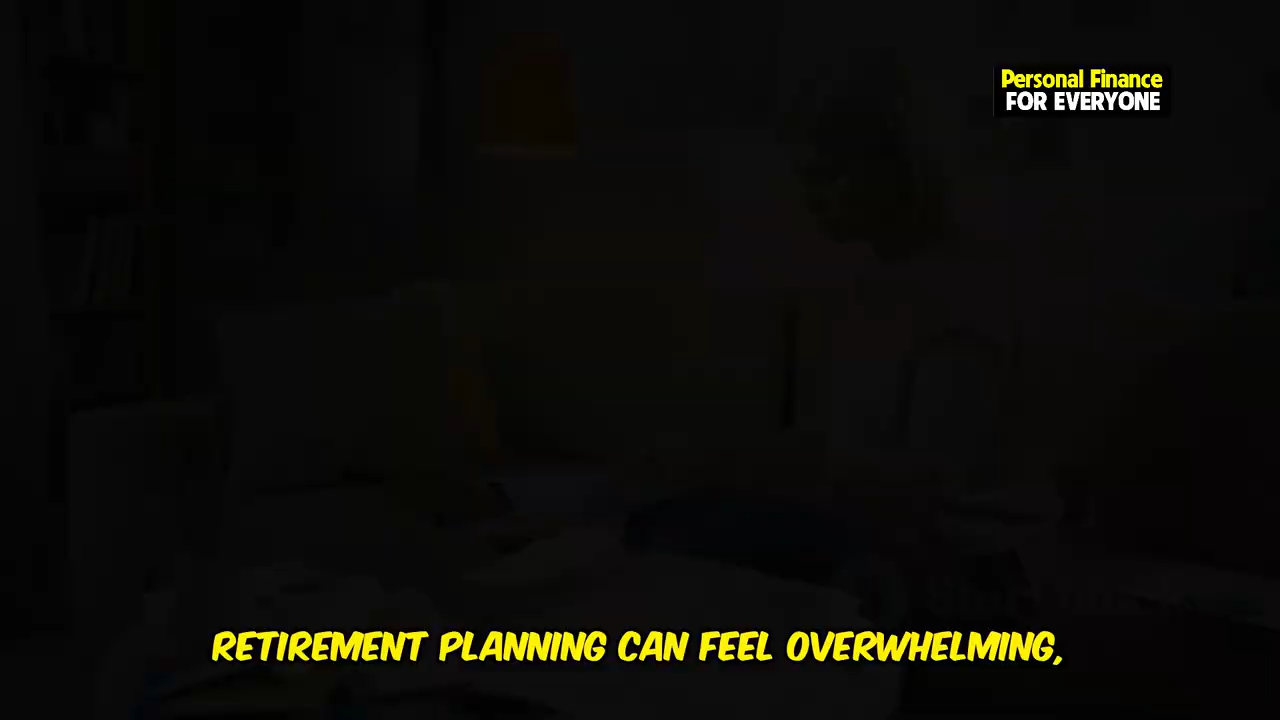 Personal Finance
FOR EVERYONE
RETIREMENT PLANNING CAN FEEL OVERWHELMING,